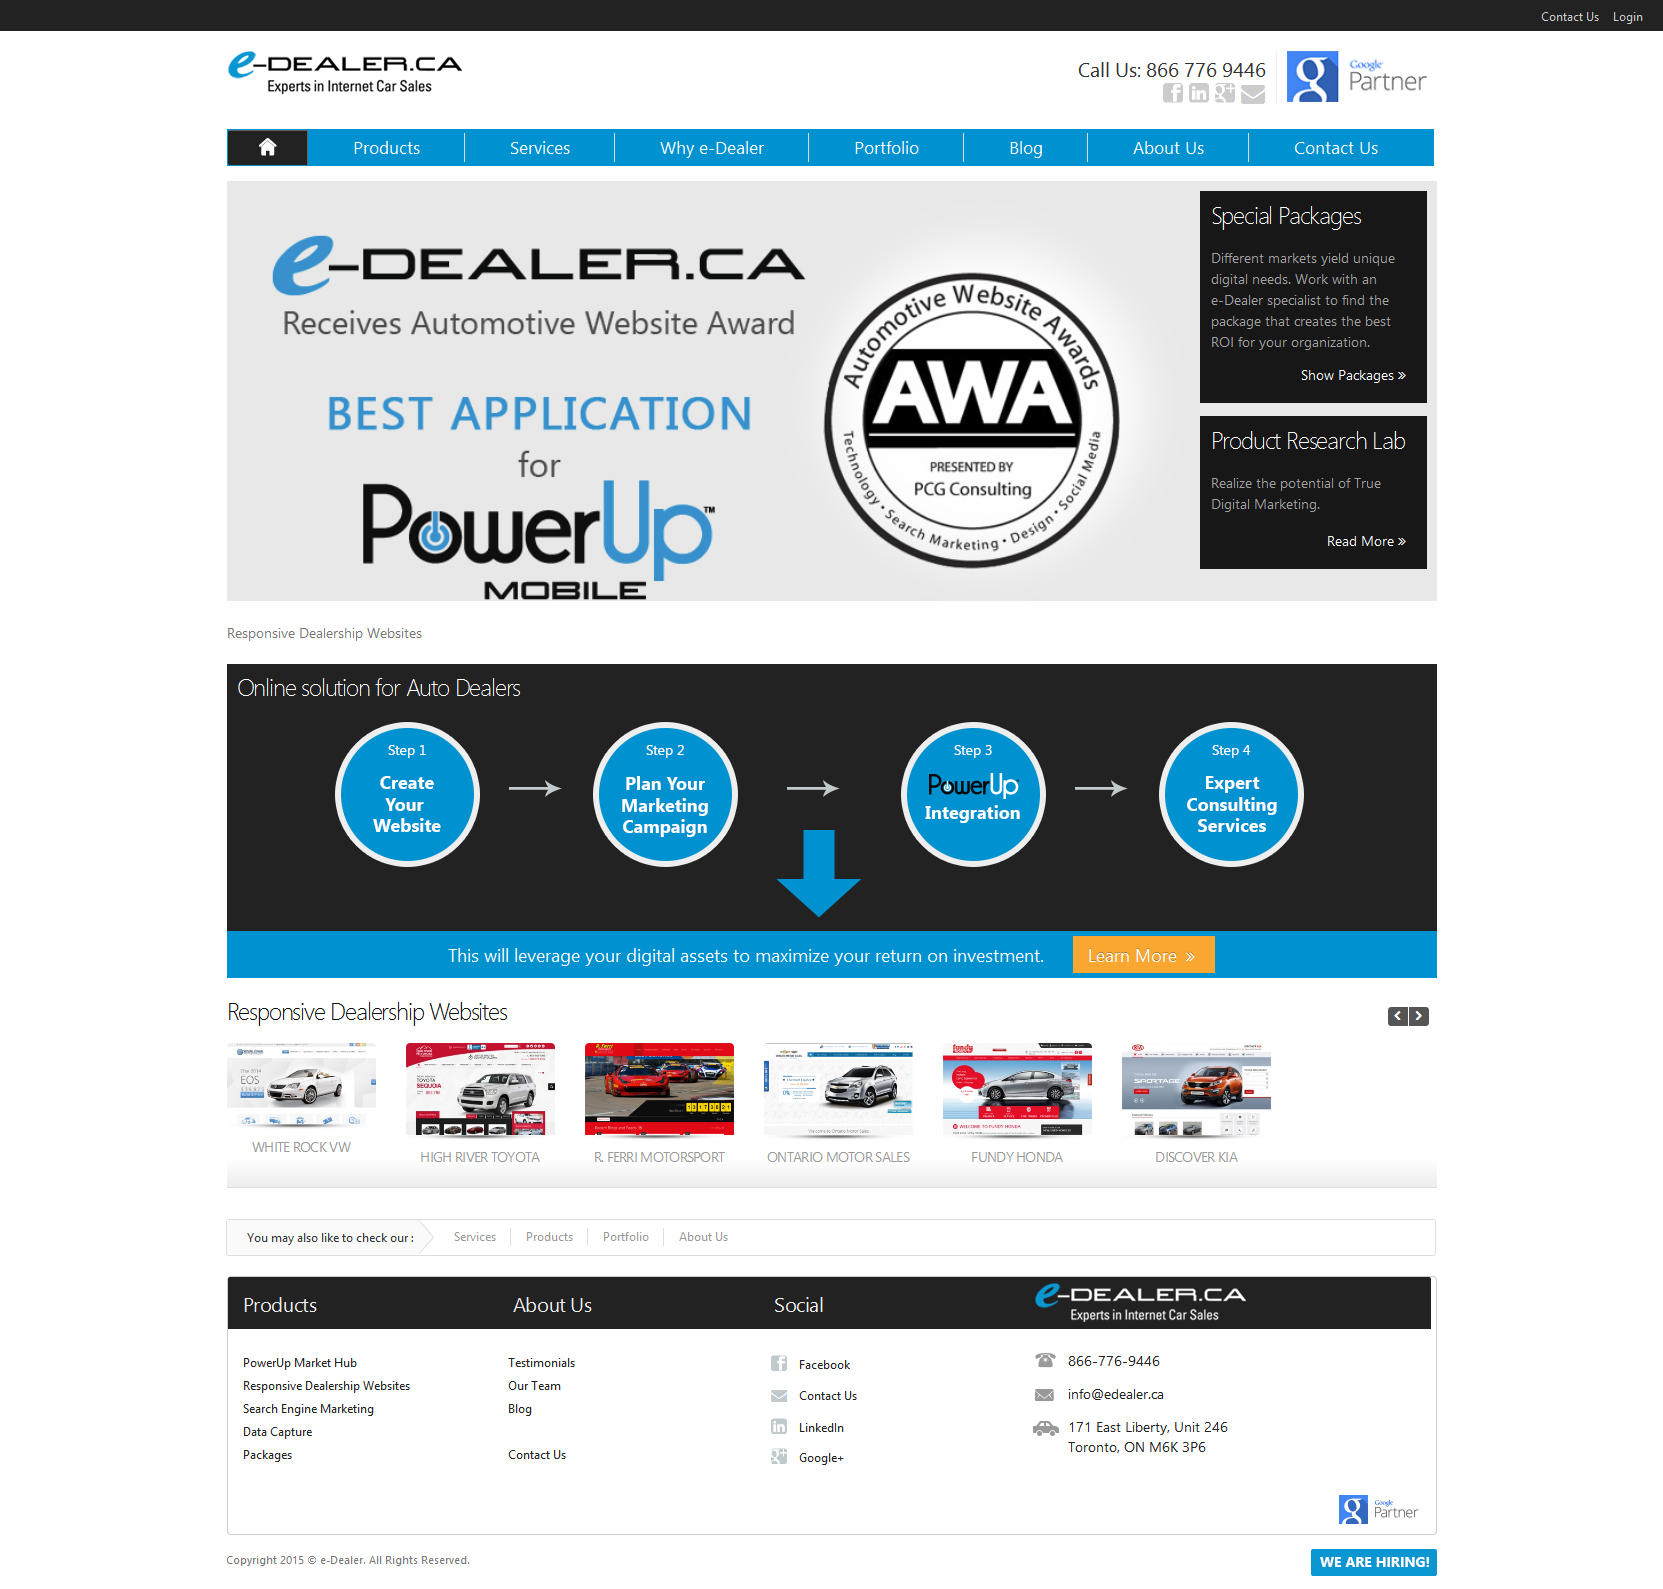 Contact Us Login
e-DEALER.CA
Experts in Internet Car Sales
Call Us: 866 776 9446
Google
Partner
Products Services Why e-Dealer Portfolio Blog About Us Contact Us
e-DEALER.CA
Receives Automotive Website Award
BEST APPLICATION
for
PowerUp™
MOBILE
Automotive Website Awards
AWA
PRESENTED BY
PCG Consulting
Technology • Search Marketing • Design • Social Media
Special Packages
Different markets yield unique
digital needs. Work with an
e-Dealer specialist to find the
package that creates the best
ROI for your organization.
Show Packages »
Product Research Lab
Realize the potential of True
Digital Marketing.
Read More »
Responsive Dealership Websites
Online solution for Auto Dealers
Step 1
Create
Your
Website
Step 2
Plan Your
Marketing
Campaign
Step 3
PowerUp
Integration
Step 4
Expert
Consulting
Services
This will leverage your digital assets to maximize your return on investment.
Learn More »
Responsive Dealership Websites
EOS
SEQUOIA
SPORTAGE
WELCOME TO FUNDY HONDA
WHITE ROCK VW
HIGH RIVER TOYOTA
R. FERRI MOTORSPORT
ONTARIO MOTOR SALES
FUNDY HONDA
DISCOVER KIA
You may also like to check our : Services Products Portfolio About Us
Products
PowerUp Market Hub
Responsive Dealership Websites
Search Engine Marketing
Data Capture
Packages
About Us
Testimonials
Our Team
Blog
Contact Us
Social
Facebook
Contact Us
LinkedIn
Google+
e-DEALER.CA
Experts in Internet Car Sales
866-776-9446
info@edealer.ca
171 East Liberty, Unit 246
Toronto, ON M6K 3P6
Google
Partner
Copyright 2015 © e-Dealer. All Rights Reserved.
WE ARE HIRING!